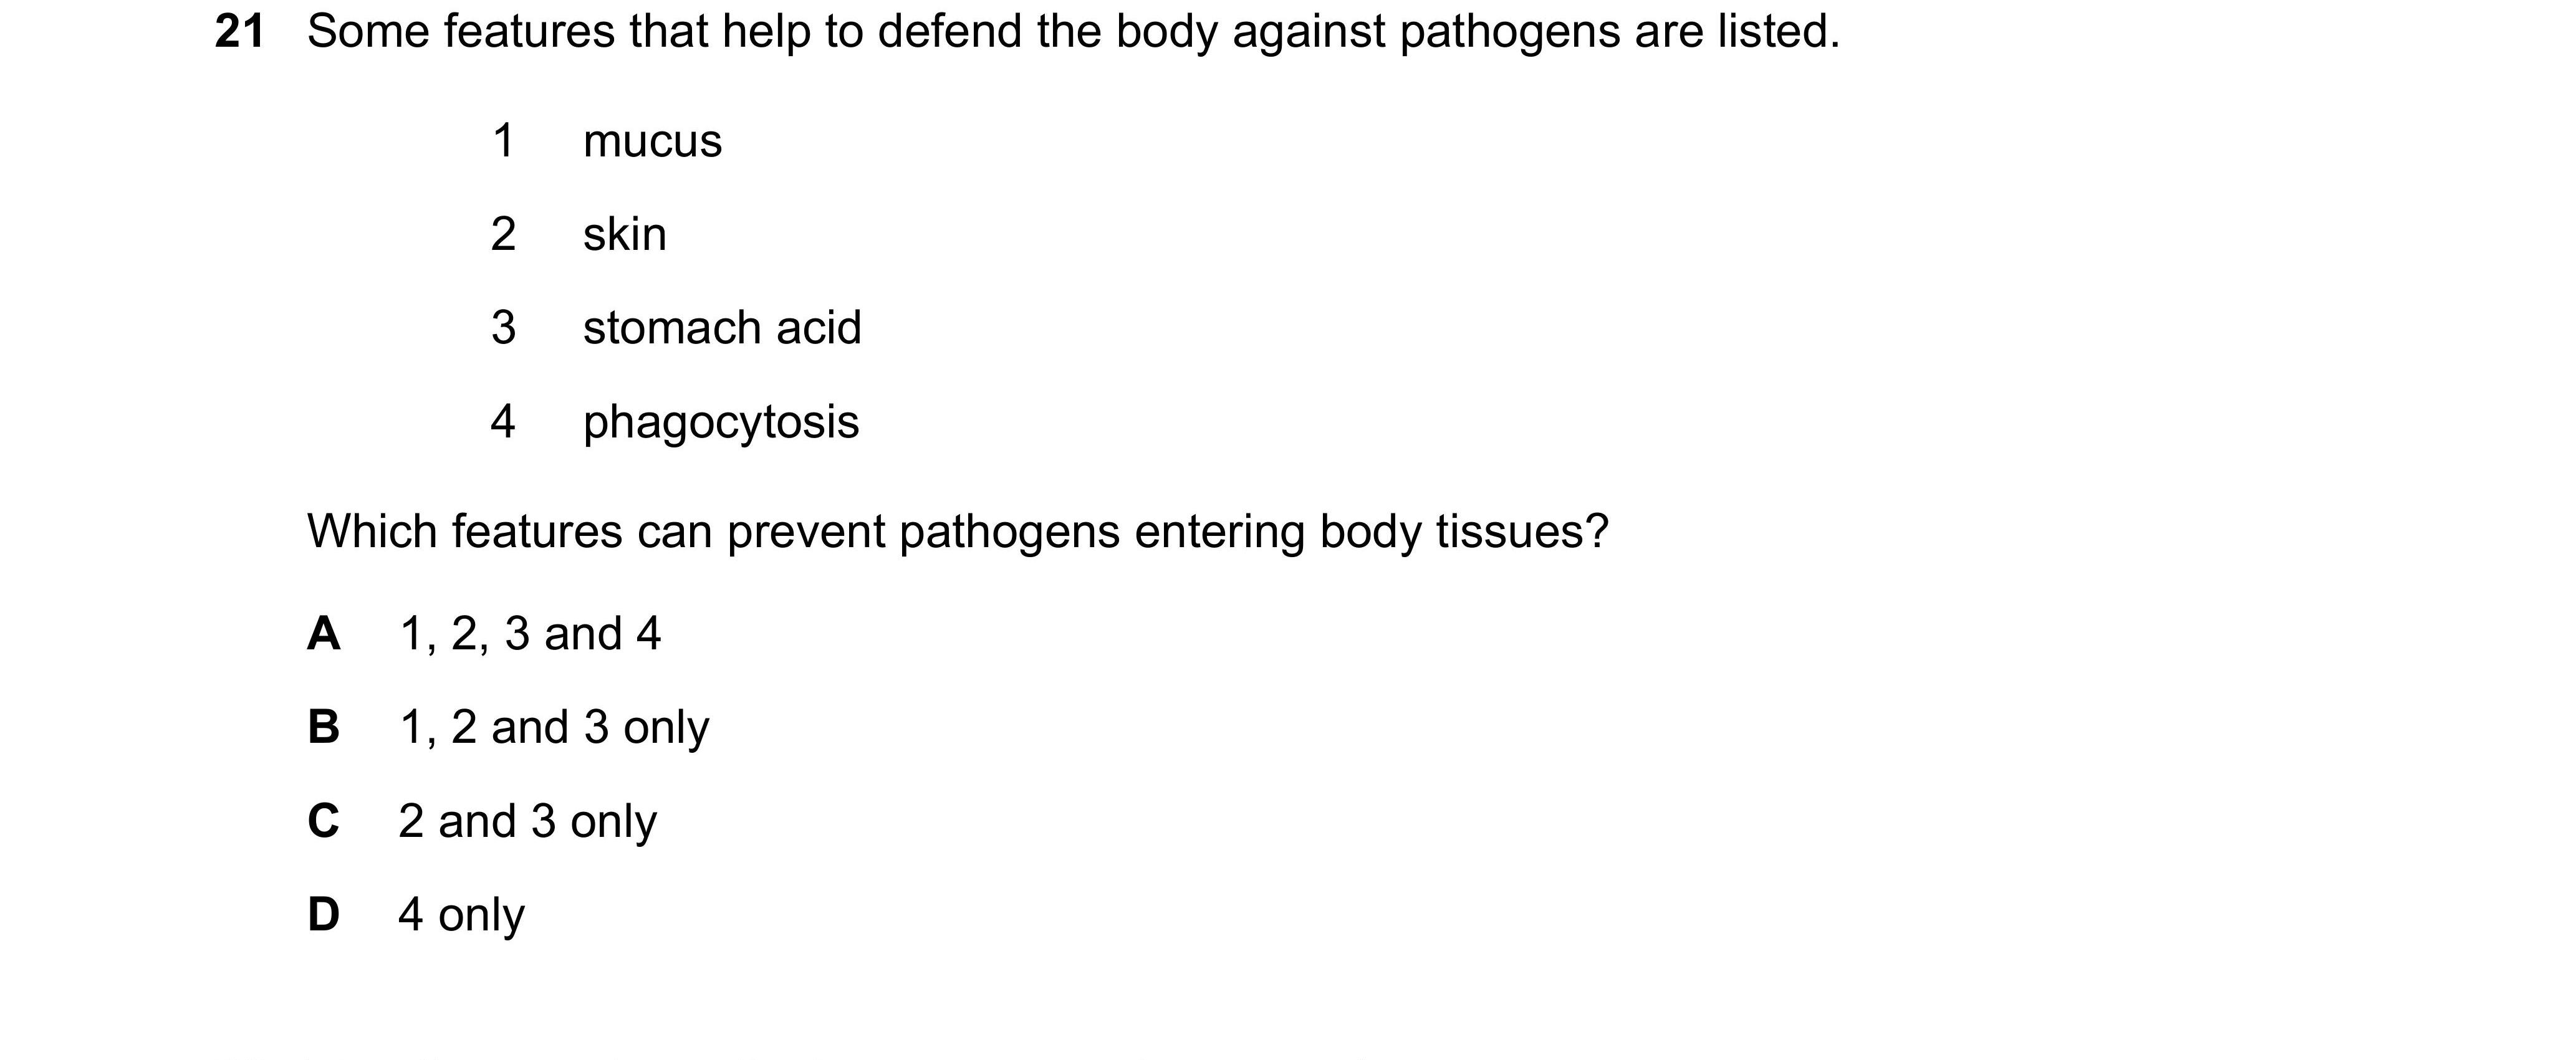 21 Some features that help to defend the body against pathogens are listed.
1 mucus
2 skin
3 stomach acid
4 phagocytosis
Which features can prevent pathogens entering body tissues?
A 1, 2, 3 and 4
B 1, 2 and 3 only
C 2 and 3 only
D 4 only